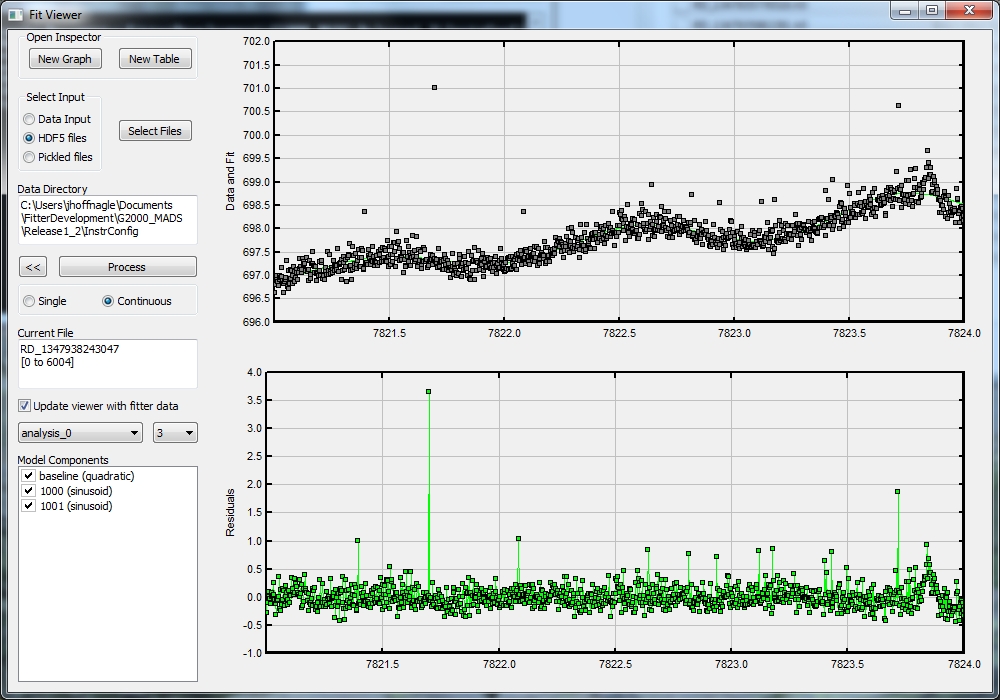 Fit Viewer
Open Inspector
New Graph
New Table
Select Input
Data Input
HDF5 files
Pickled files
Select Files
Data Directory
C:\Users\jhoffnagle\Documents
\FitterDevelopment\G2000_MADS
\Release1_2\InstrConfig
<<
Process
Single
Continuous
Current File
RD_1347938243047
[0 to 6004]
Update viewer with fitter data
analysis_0
3
Model Components
baseline (quadratic)
1000 (sinusoid)
1001 (sinusoid)
Data and Fit
702.0
701.5
701.0
700.5
700.0
699.5
699.0
698.5
698.0
697.5
697.0
696.5
696.0
7821.5
7822.0
7822.5
7823.0
7823.5
7824.0
Residuals
4.0
3.5
3.0
2.5
2.0
1.5
1.0
0.5
0.0
-0.5
-1.0
7821.5
7822.0
7822.5
7823.0
7823.5
7824.0